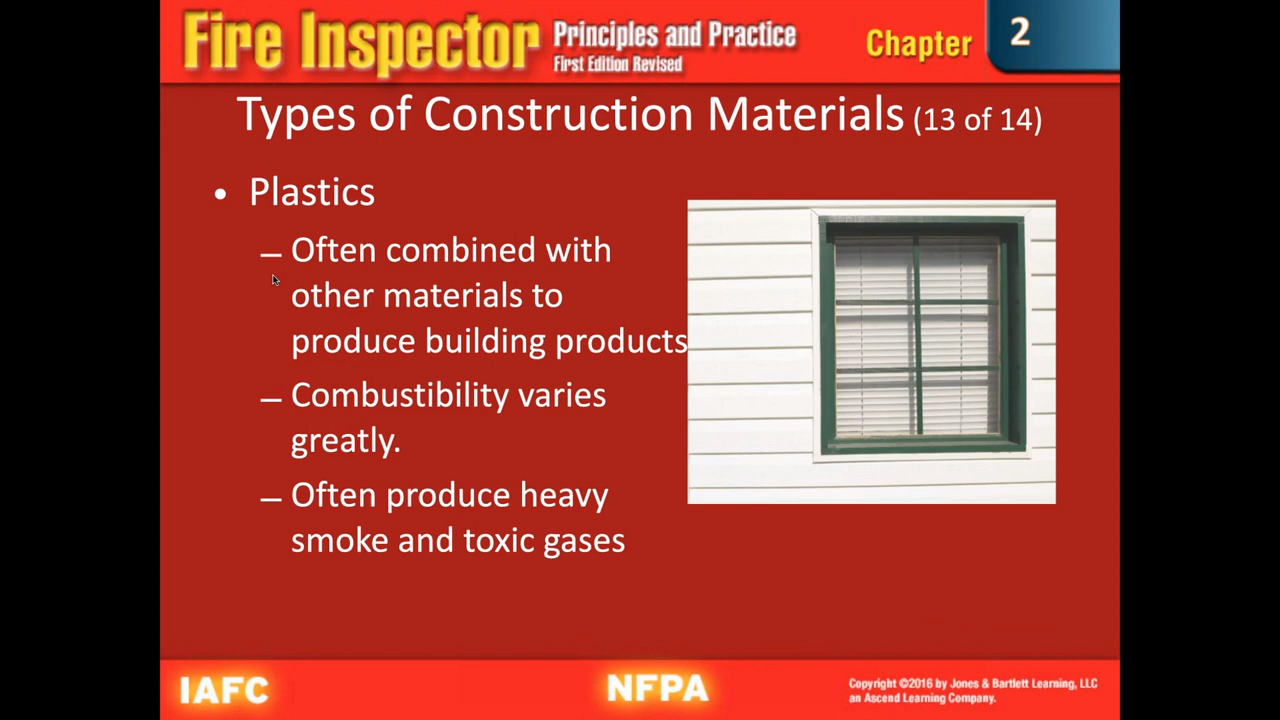 Fire Inspector Principles and Practice
First Edition Revised
Chapter 2
Types of Construction Materials (13 of 14)
• Plastics
– Often combined with
other materials to
produce building products
– Combustibility varies
greatly.
– Often produce heavy
smoke and toxic gases
IAFC
NFPA
Copyright ©2016 by Jones & Bartlett Learning, LLC
an Ascend Learning Company.